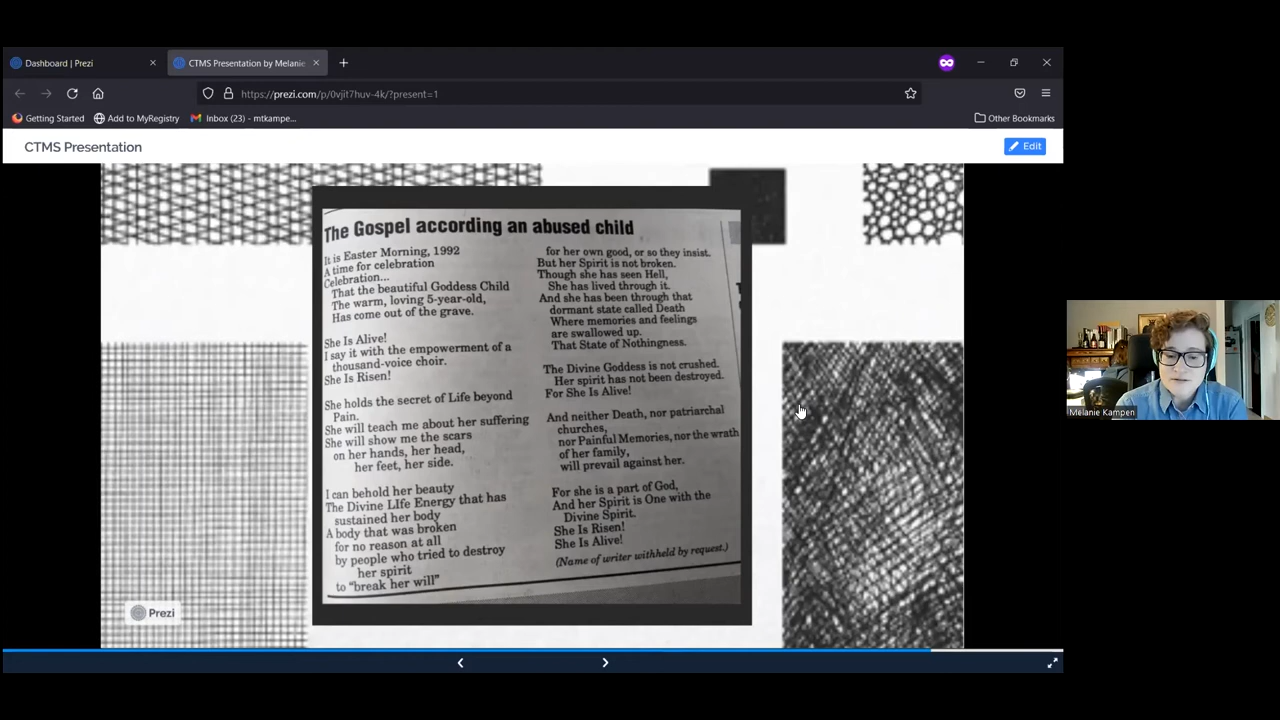 Dashboard | Prezi
CTMS Presentation by Melanie
https://prezi.com/p/0vjit7huv-4k/?present=1
Getting Started
Add to MyRegistry
Inbox (23) - mtkampe...
Other Bookmarks
CTMS Presentation
Edit
The Gospel according an abused child
It is Easter Morning, 1992
A time for celebration
Celebration...
That the beautiful Goddess Child
The warm, loving 5-year-old,
Has come out of the grave.
She Is Alive!
I say it with the empowerment of a
thousand-voice choir.
She Is Risen!
She holds the secret of Life beyond
Pain.
She will teach me about her suffering
She will show me the scars
on her hands, her head,
her feet, her side.
I can behold her beauty
The Divine LIfe Energy that has
sustained her body
A body that was broken
for no reason at all
by people who tried to destroy
her spirit
to "break her will"
for her own good, or so they insist.
But her Spirit is not broken.
Though she has seen Hell,
She has lived through it.
And she has been through that
dormant state called Death
Where memories and feelings
are swallowed up.
That State of Nothingness.
The Divine Goddess is not crushed.
Her spirit has not been destroyed.
For She Is Alive!
And neither Death, nor patriarchal
churches,
nor Painful Memories, nor the wrath
of her family,
will prevail against her.
For she is a part of God,
And her Spirit is One with the
Divine Spirit.
She Is Risen!
She Is Alive!
(Name of writer withheld by request.)
Prezi
Melanie Kampen